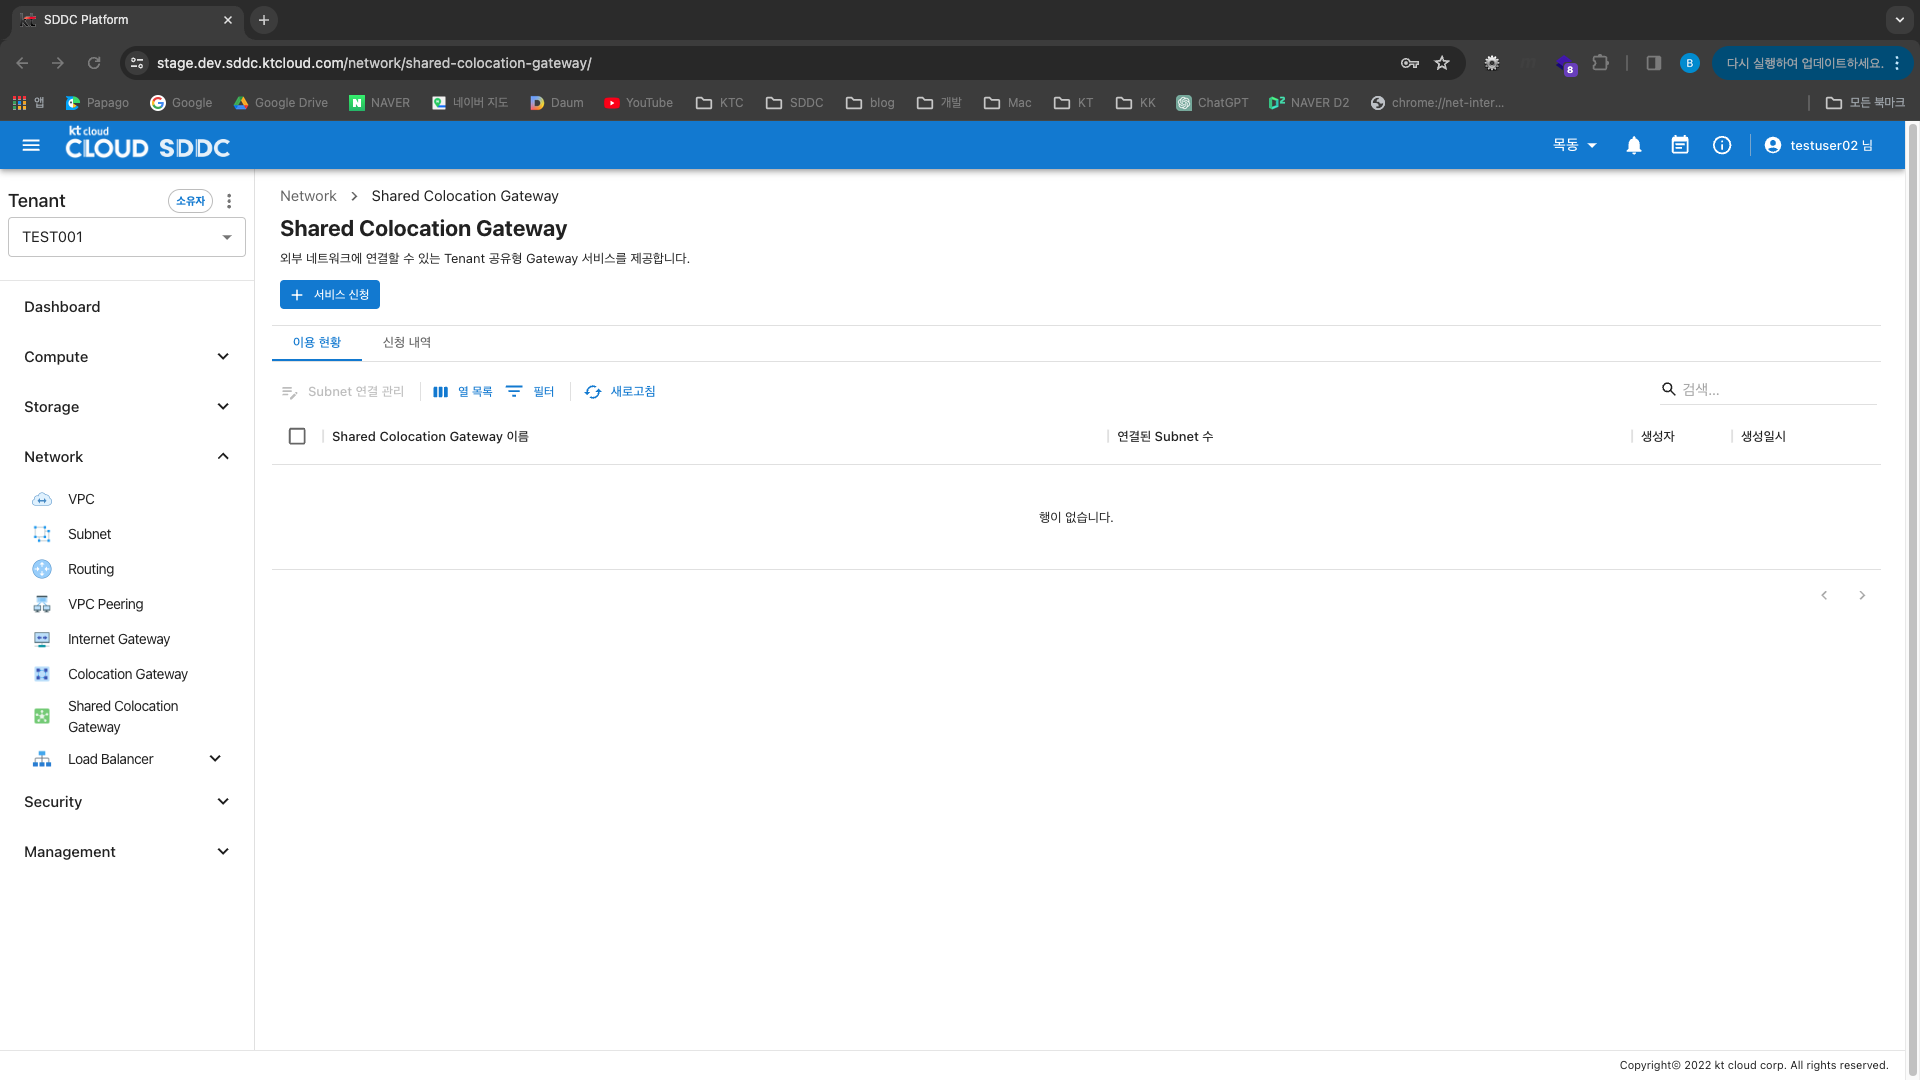 SDDC Platform
stage.dev.sddc.ktcloud.com/network/shared-colocation-gateway/
8
B
다시 실행하여 업데이트하세요.
앱 Papago Google Google Drive NAVER 네이버 지도 Daum YouTube KTC SDDC blog 개발 Mac KT KK ChatGPT NAVER D2 chrome://net-inter... 모든 북마크
kt cloud
CLOUD SDDC
목동
testuser02 님
Tenant
소유자
TEST001
Dashboard
Compute
Storage
Network
VPC
Subnet
Routing
VPC Peering
Internet Gateway
Colocation Gateway
Shared Colocation
Gateway
Load Balancer
Security
Management
Network > Shared Colocation Gateway
Shared Colocation Gateway
외부 네트워크에 연결할 수 있는 Tenant 공유형 Gateway 서비스를 제공합니다.
+ 서비스 신청
이용 현황 신청 내역
Subnet 연결 관리 열 목록 필터 새로고침
검색...
Shared Colocation Gateway 이름 연결된 Subnet 수 생성자 생성일시
행이 없습니다.
Copyright© 2022 kt cloud corp. All rights reserved.